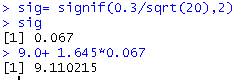 > sig= signif(0.3/sqrt(20),2)
> sig
[1] 0.067
> 9.0+ 1.645*0.067
[1] 9.110215